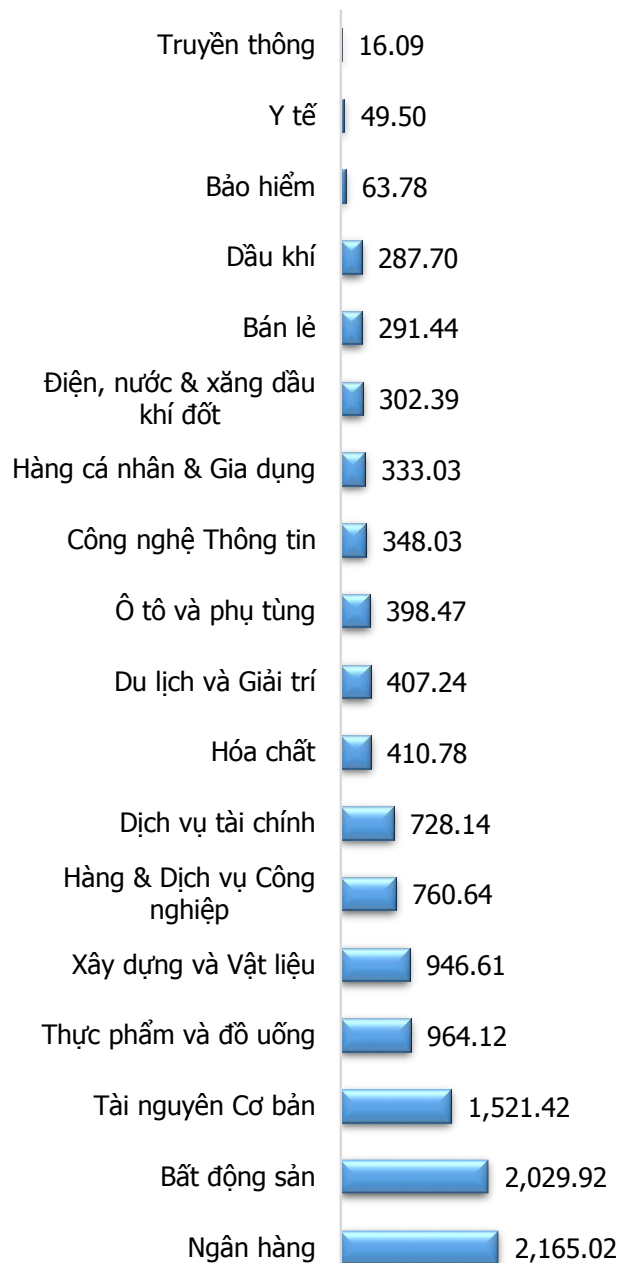 Truyền thông 16.09
Y tế 49.50
Bảo hiểm 63.78
Dầu khí 287.70
Bán lẻ 291.44
Điện, nước & xăng dầu
khí đốt 302.39
Hàng cá nhân & Gia dụng 333.03
Công nghệ Thông tin 348.03
Ô tô và phụ tùng 398.47
Du lịch và Giải trí 407.24
Hóa chất 410.78
Dịch vụ tài chính 728.14
Hàng & Dịch vụ Công
nghiệp 760.64
Xây dựng và Vật liệu 946.61
Thực phẩm và đồ uống 964.12
Tài nguyên Cơ bản 1,521.42
Bất động sản 2,029.92
Ngân hàng 2,165.02